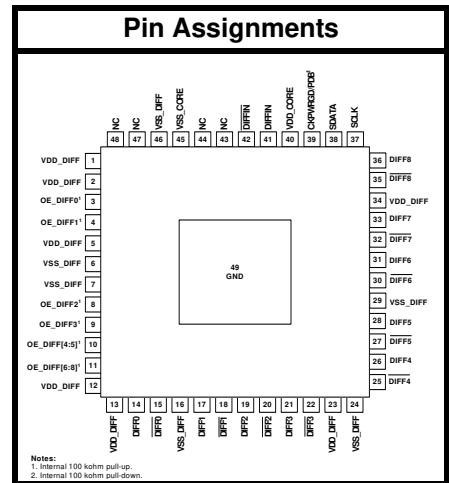 Pin Assignments
NC
NC
VSS_DIFF
VSS_CORE
NC
NC
DIFFIN
DIFFIN
VDD_CORE
CKPWRGD/PDB¹
SDATA
SCLK
48 47 46 45 44 43 42 41 40 39 38 37
VDD_DIFF 1
VDD_DIFF 2
OE_DIFF0¹ 3
OE_DIFF1¹ 4
VDD_DIFF 5
VSS_DIFF 6
VSS_DIFF 7
OE_DIFF2¹ 8
OE_DIFF3¹ 9
OE_DIFF[4:5]¹ 10
OE_DIFF[6:8]¹ 11
VDD_DIFF 12
49
GND
36 DIFF8
35 DIFF8
34 VDD_DIFF
33 DIFF7
32 DIFF7
31 DIFF6
30 DIFF6
29 VSS_DIFF
28 DIFF5
27 DIFF5
26 DIFF4
25 DIFF4
13 14 15 16 17 18 19 20 21 22 23 24
VDD_DIFF
DIFF0
DIFF0
VSS_DIFF
DIFF1
DIFF1
DIFF2
DIFF2
DIFF3
DIFF3
VDD_DIFF
VSS_DIFF
Notes:
1. Internal 100 kohm pull-up.
2. Internal 100 kohm pull-down.